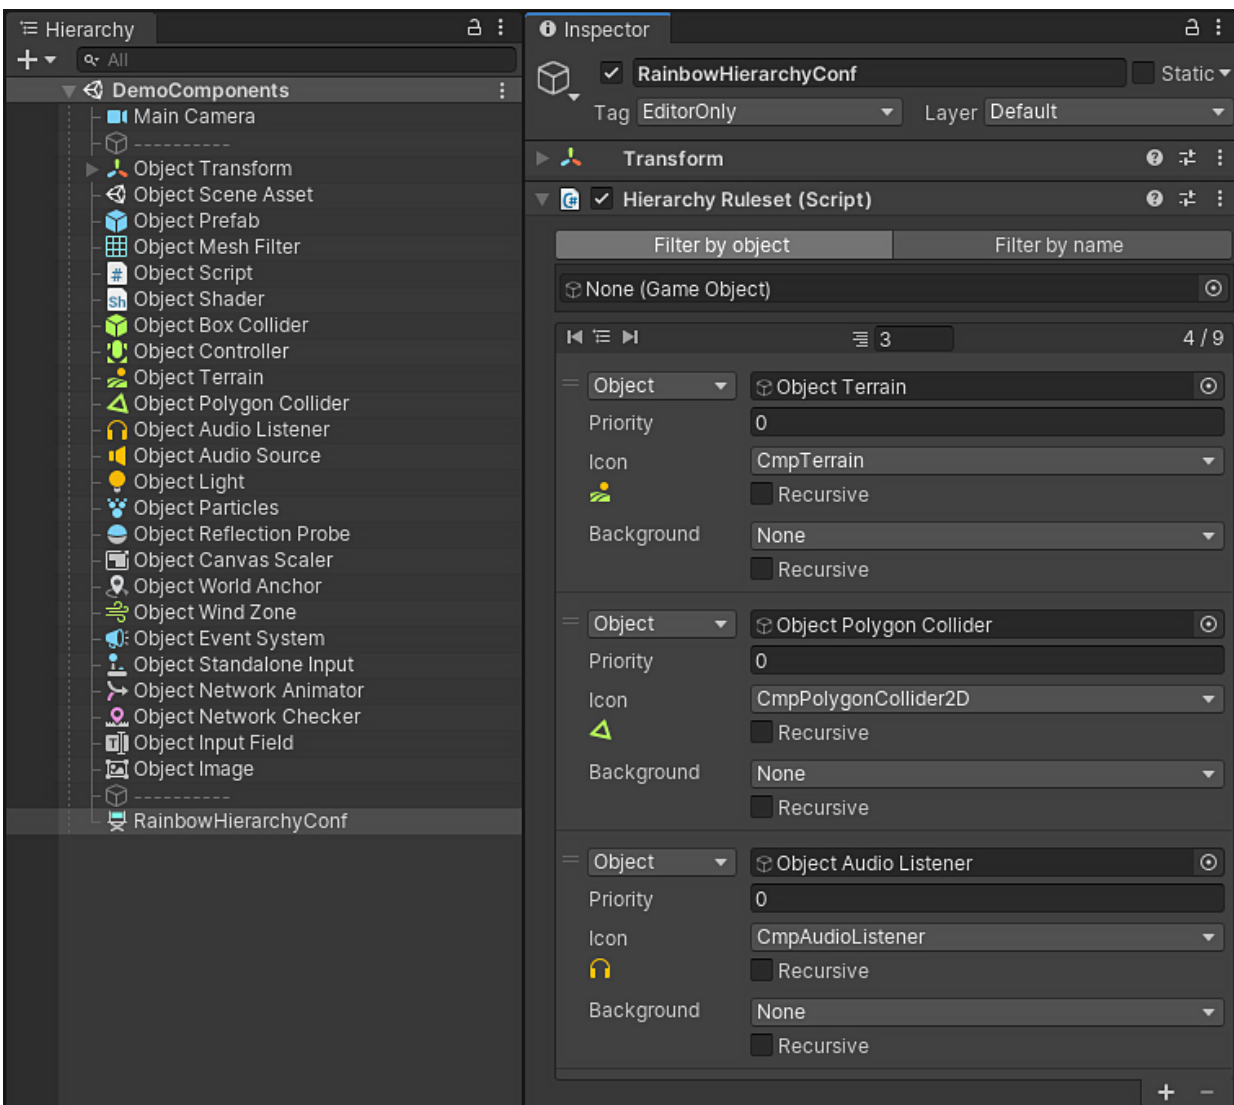 Hierarchy
All
DemoComponents
Main Camera
----------
Object Transform
Object Scene Asset
Object Prefab
Object Mesh Filter
# Object Script
Sh Object Shader
Object Box Collider
Object Controller
Object Terrain
Object Polygon Collider
Object Audio Listener
Object Audio Source
Object Light
Object Particles
Object Reflection Probe
Object Canvas Scaler
Object World Anchor
Object Wind Zone
Object Event System
Object Standalone Input
Object Network Animator
Object Network Checker
Object Input Field
Object Image
----------
RainbowHierarchyConf
Inspector
RainbowHierarchyConf Static
Tag EditorOnly Layer Default
Transform
Hierarchy Ruleset (Script)
Filter by object Filter by name
None (Game Object)
3 4 / 9
Object Object Terrain
Priority 0
Icon CmpTerrain
Recursive
Background None
Recursive
Object Object Polygon Collider
Priority 0
Icon CmpPolygonCollider2D
Recursive
Background None
Recursive
Object Object Audio Listener
Priority 0
Icon CmpAudioListener
Recursive
Background None
Recursive
+ −